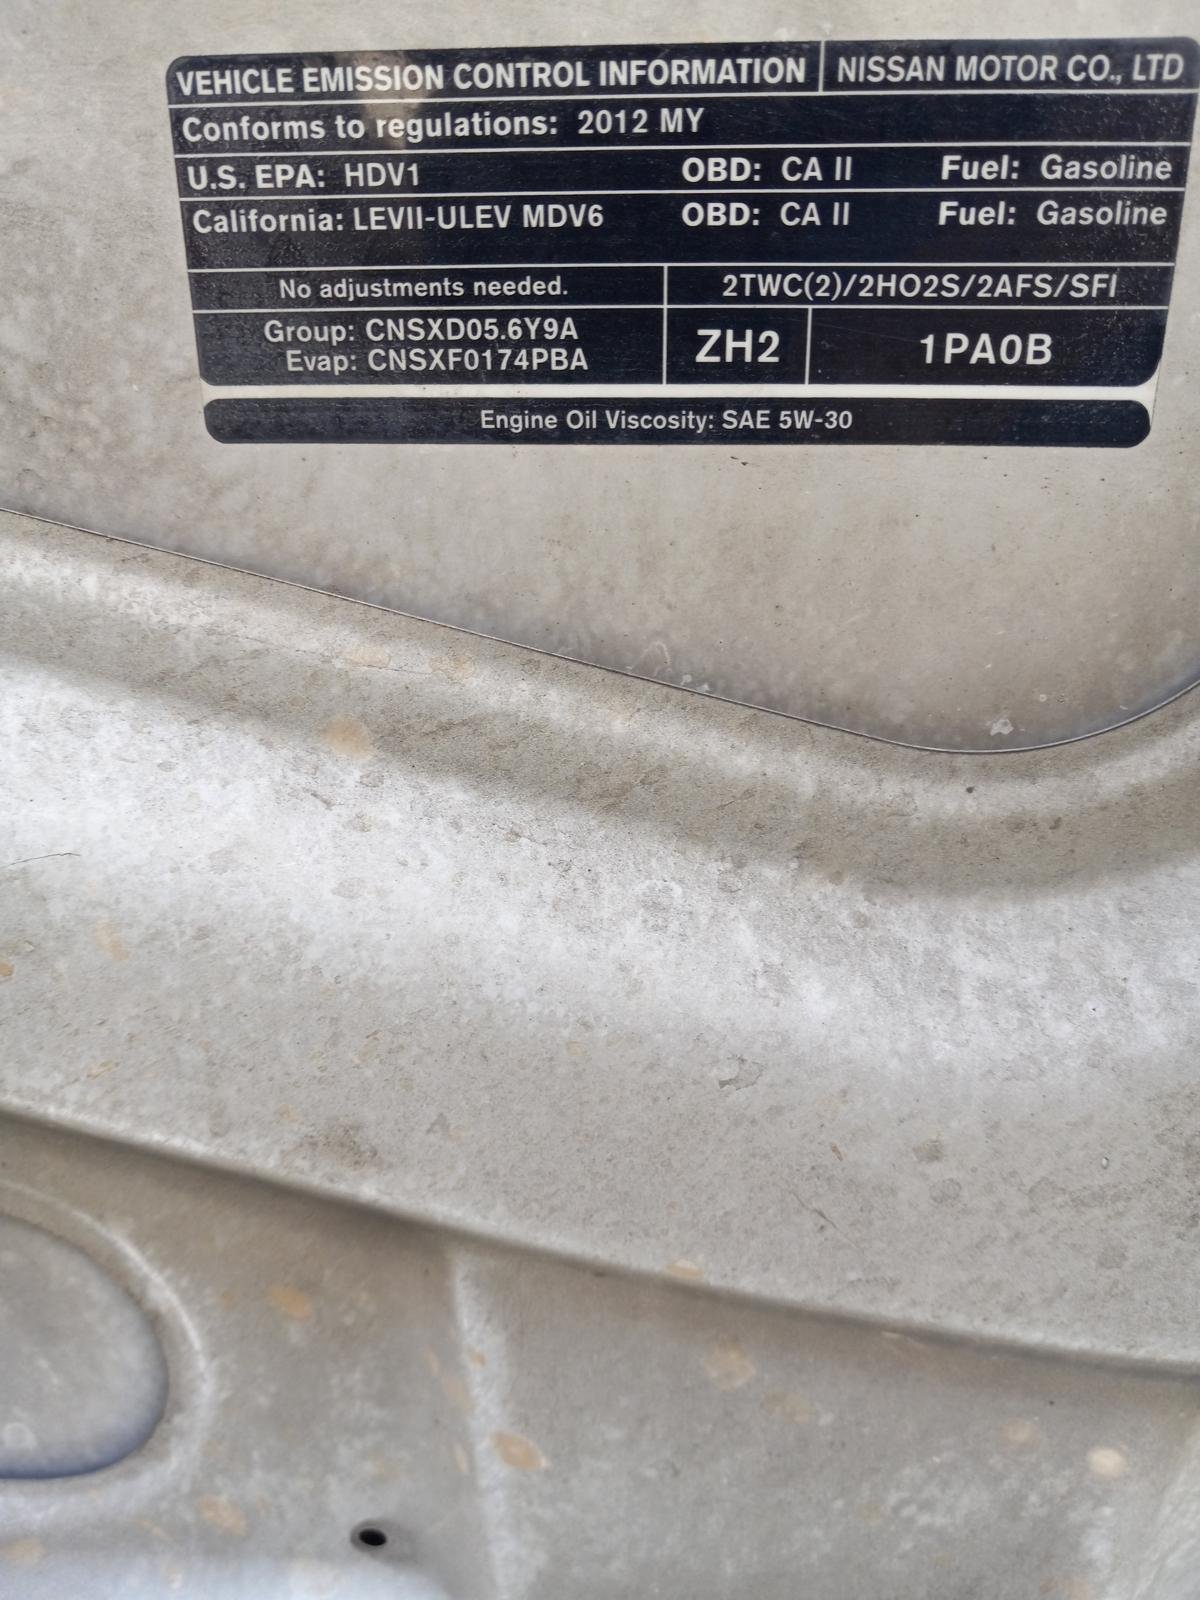 VEHICLE EMISSION CONTROL INFORMATION NISSAN MOTOR CO., LTD
Conforms to regulations: 2012 MY
U.S. EPA: HDV1 OBD: CA II Fuel: Gasoline
California: LEVII-ULEV MDV6 OBD: CA II Fuel: Gasoline
No adjustments needed. 2TWC(2)/2HO2S/2AFS/SFI
Group: CNSXD05.6Y9A
Evap: CNSXF0174PBA
ZH2 1PA0B
Engine Oil Viscosity: SAE 5W-30